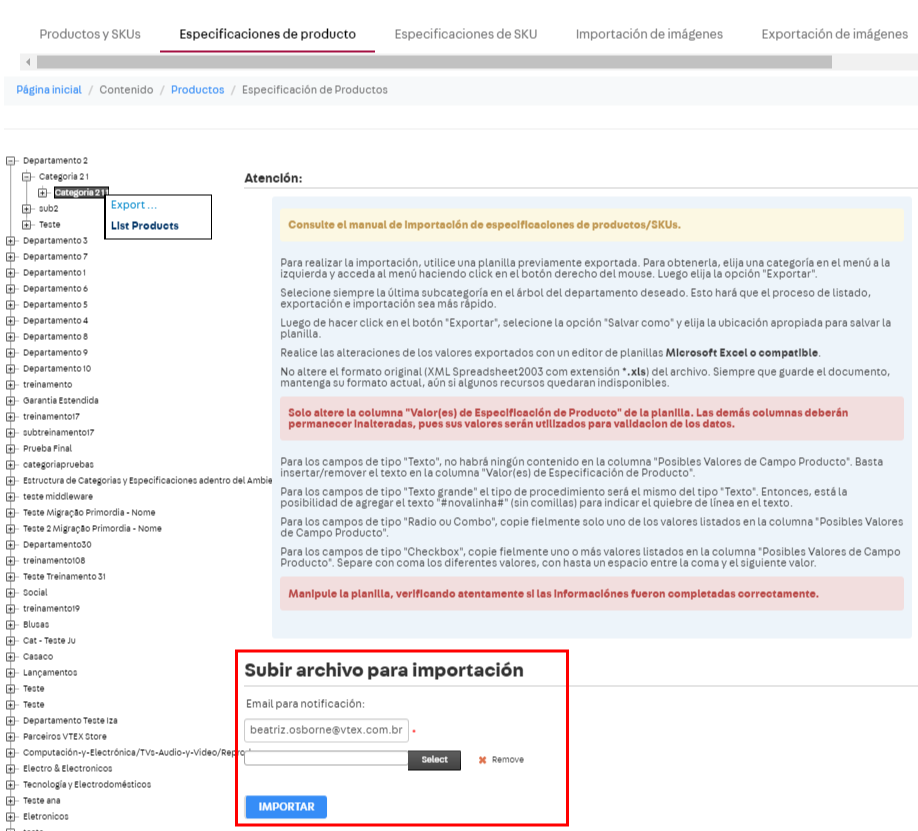 Productos y SKUs
Especificaciones de producto
Especificaciones de SKU
Importación de imágenes
Exportación de imágenes
Página inicial / Contenido / Productos / Especificación de Productos
Departamento 2
Categoria 21
Categoria 211
sub2
Teste
Departamento 3
Departamento 7
Departamento 1
Departamento 6
Departamento 5
Departamento 4
Departamento 8
Departamento 9
Departamento 10
treinamento
Garantia Estendida
treinamento17
subtreinamento17
Prueba Final
categoriapruebas
Estructura de Categorias y Especificaciones adentro del Ambie
teste middleware
Teste Migração Primordia - Nome
Teste 2 Migração Primordia - Nome
Departamento30
treinamento108
Teste Treinamento 31
Social
treinamento19
Blusas
Cat - Teste Ju
Casaco
Lançamentos
Teste
Teste
Departamento Teste Iza
Parceiros VTEX Store
Computación-y-Electrónica/TVs-Audio-y-Video/Reprod
Electro & Electronicos
Tecnología y Electrodomésticos
Teste ana
Eletronicos
Export ...
List Products
Atención:
Consulte el manual de importación de especificaciones de productos/SKUs.
Para realizar la importación, utilice una planilla previamente exportada. Para obtenerla, elija una categoría en el menú a la
izquierda y acceda al menú haciendo click en el botón derecho del mouse. Luego elija la opción "Exportar".
Selecione siempre la última subcategoría en el árbol del departamento deseado. Esto hará que el proceso de listado,
exportación e importación sea más rápido.
Luego de hacer click en el botón "Exportar", selecione la opción "Salvar como" y elija la ubicación apropiada para salvar la
planilla.
Realice las alteraciones de los valores exportados con un editor de planillas Microsoft Excel o compatible.
No altere el formato original (XML Spreadsheet2003 com extensión *.xls) del archivo. Siempre que guarde el documento,
mantenga su formato actual, aún si algunos recursos quedaran indisponibles.
Solo altere la columna "Valor(es) de Especificação de Producto" de la planilla. Las demás columnas deberán
permanecer inalteradas, pues sus valores serán utilizados para validacion de los datos.
Para los campos de tipo "Texto", no habrá ningún contenido en la columna "Posibles Valores de Campo Producto". Basta
insertar/remover el texto en la columna "Valor(es) de Especificação de Producto".
Para los campos de tipo "Texto grande" el tipo de procedimiento será el mismo del tipo "Texto". Entonces, está la
posibilidad de agregar el texto "#novalinha#" (sin comillas) para indicar el quiebre de línea en el texto.
Para los campos de tipo "Radio ou Combo", copie fielmente solo uno de los valores listados en la columna "Posibles Valores
de Campo Producto".
Para los campos de tipo "Checkbox", copie fielmente uno o más valores listados en la columna "Posibles Valores de Campo
Producto". Separe con coma los diferentes valores, con hasta un espacio entre la coma y el siguiente valor.
Manipule la planilla, verificando atentamente si las informaciónes fueron completadas correctamente.
Subir archivo para importación
Email para notificación:
beatriz.osborne@vtex.com.br *
Select
Remove
IMPORTAR